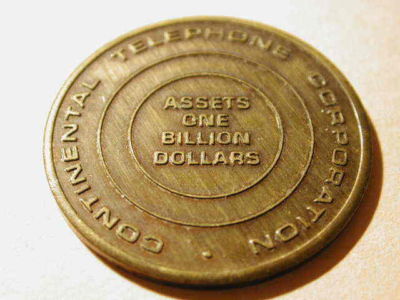 CONTINENTAL TELEPHONE CORPORATION •
ASSETS
ONE
BILLION
DOLLARS